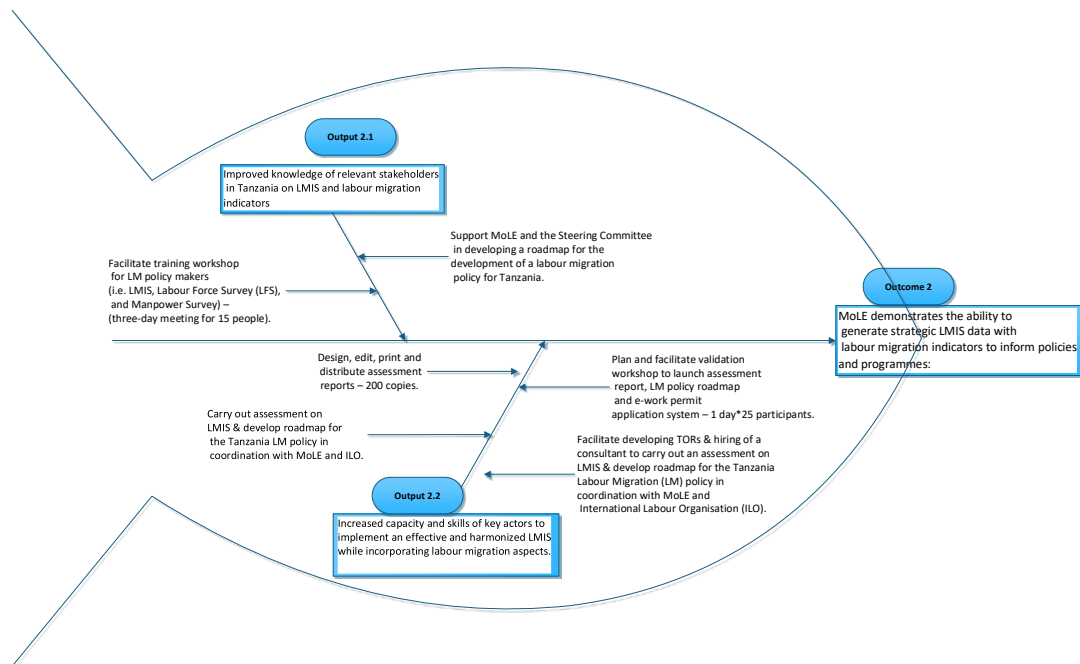 Output 2.1
Improved knowledge of relevant stakeholders
in Tanzania on LMIS and labour migration
indicators
Support MoLE and the Steering Committee
in developing a roadmap for the
development of a labour migration
policy for Tanzania.
Facilitate training workshop
for LM policy makers
(i.e. LMIS, Labour Force Survey (LFS),
and Manpower Survey) –
(three-day meeting for 15 people).
Outcome 2
MoLE demonstrates the ability to
generate strategic LMIS data with
labour migration indicators to inform policies
and programmes:
Design, edit, print and
distribute assessment
reports – 200 copies.
Plan and facilitate validation
workshop to launch assessment
report, LM policy roadmap
and e-work permit
application system – 1 day*25 participants.
Carry out assessment on
LMIS & develop roadmap for
the Tanzania LM policy in
coordination with MoLE and ILO.
Facilitate developing TORs & hiring of a
consultant to carry out an assessment on
LMIS & develop roadmap for the Tanzania
Labour Migration (LM) policy in
coordination with MoLE and
International Labour Organisation (ILO).
Output 2.2
Increased capacity and skills of key actors to
implement an effective and harmonized LMIS
while incorporating labour migration aspects.